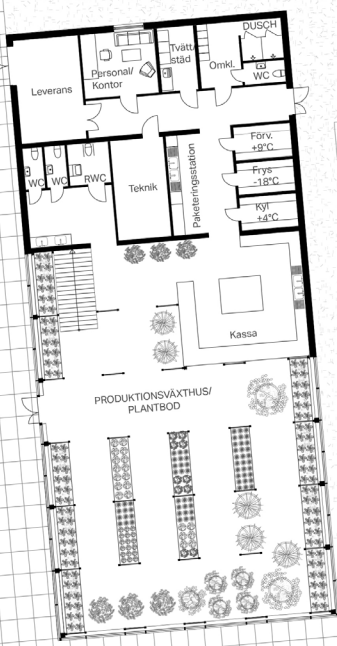 DUSCH
Tvätt/
städ
Omkl.
WC
Personal/
Kontor
Leverans
Förv.
+9°C
Frys
-18°C
Kyl
+4°C
WC
WC
RWC
Teknik
Paketeringsstation
Kassa
PRODUKTIONSVÄXTHUS/
PLANTBOD